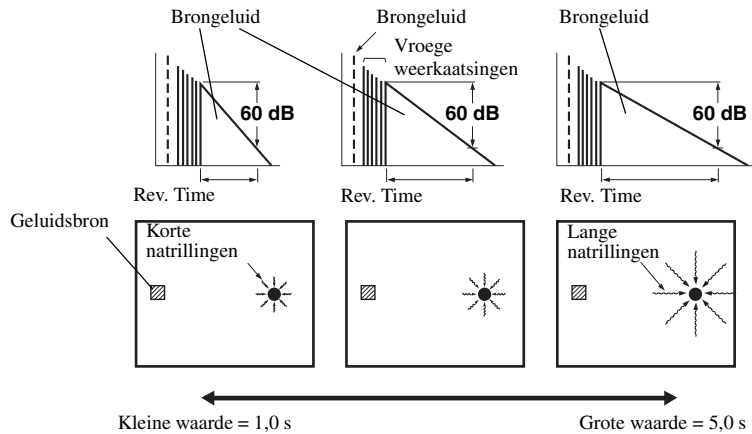 Brongeluid
Brongeluid
Brongeluid
Vroege
weerkaatsingen
60 dB
60 dB
60 dB
Rev. Time
Rev. Time
Rev. Time
Geluidsbron
Korte
natrillingen
Lange
natrillingen
Kleine waarde = 1,0 s
Grote waarde = 5,0 s